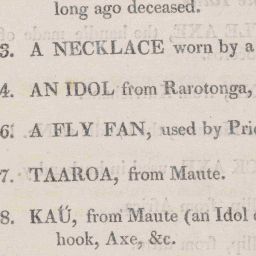 long ago deceased.
3. A NECKLACE worn by a
4. AN IDOL from Rarotonga,
6. A FLY FAN, used by Prie
7. TAAROA, from Maute.
8. KAÜ, from Maute (an Idol o
hook, Axe, &c.